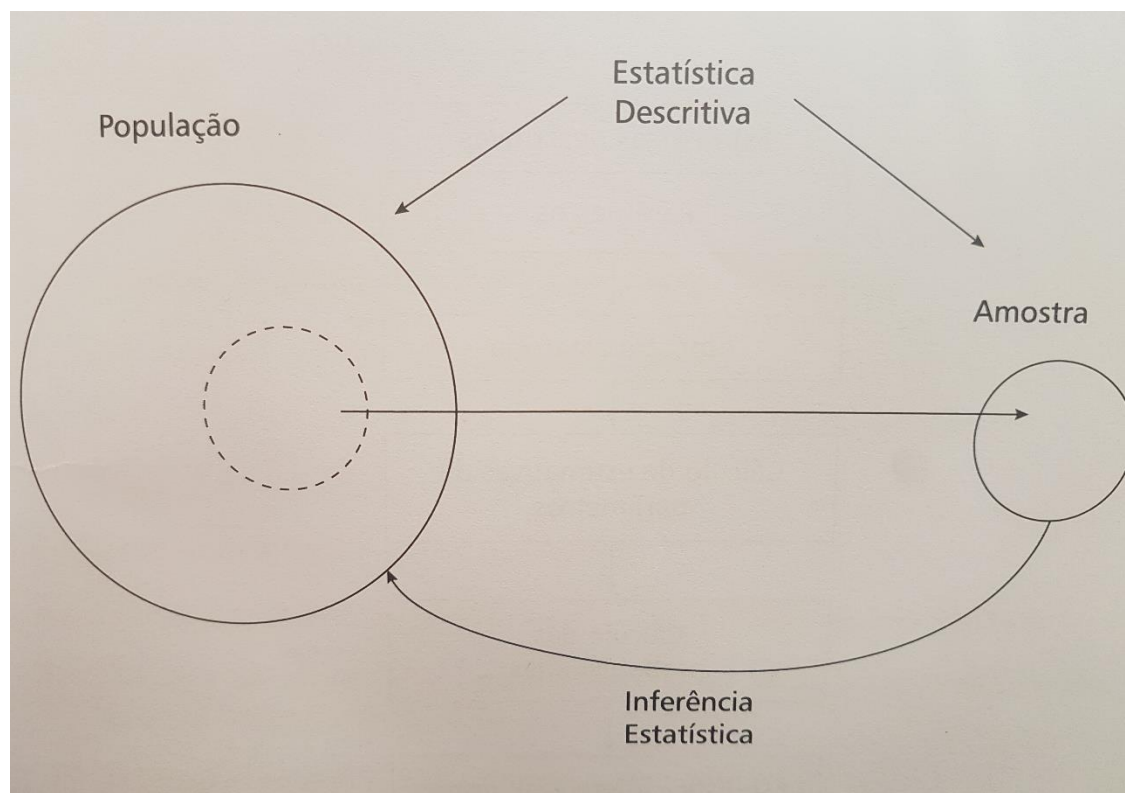 Estatística
Descritiva
População
Amostra
Inferência
Estatística